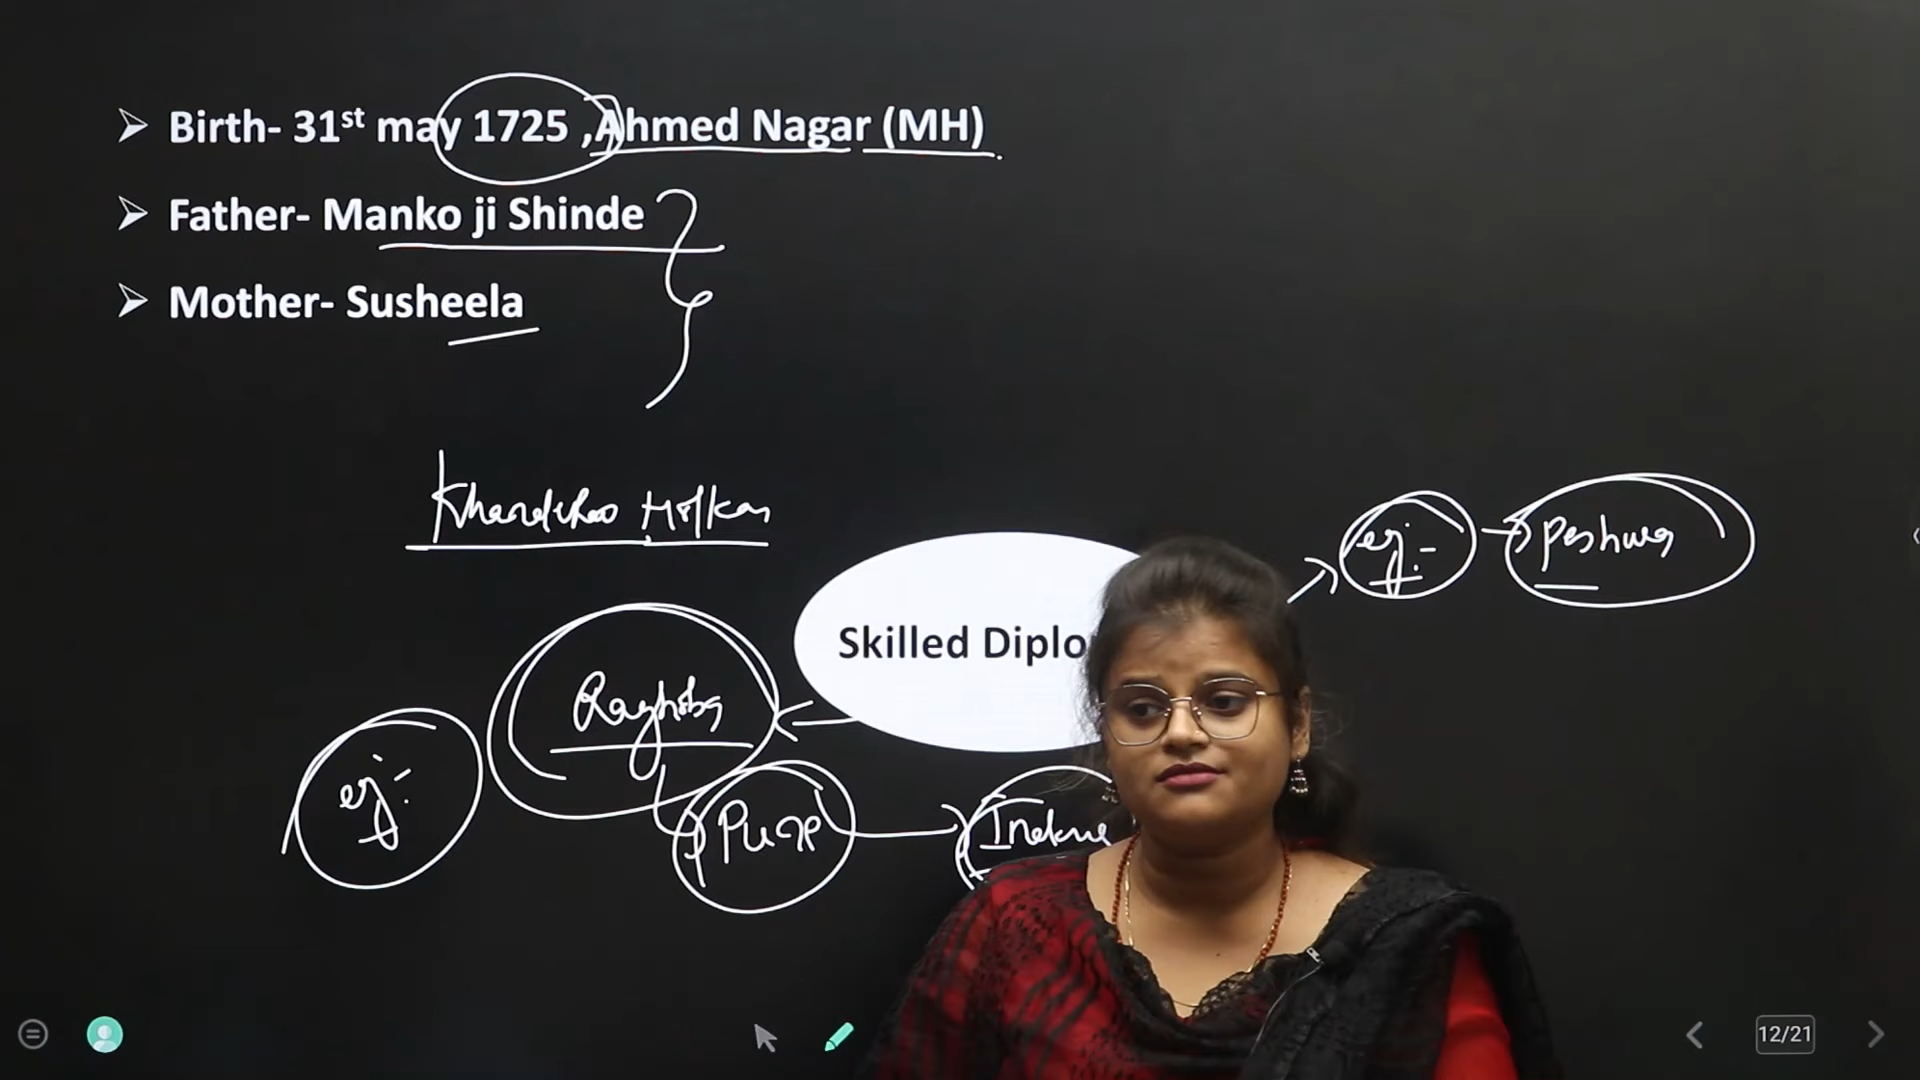 ➢ Birth- 31st may 1725 ,Ahmed Nagar (MH)
➢ Father- Manko ji Shinde
➢ Mother- Susheela
Khanderao Holkar
eg:- Peshwa
Skilled Diplo
Raghoba
eg:-
Pune Indore
12/21